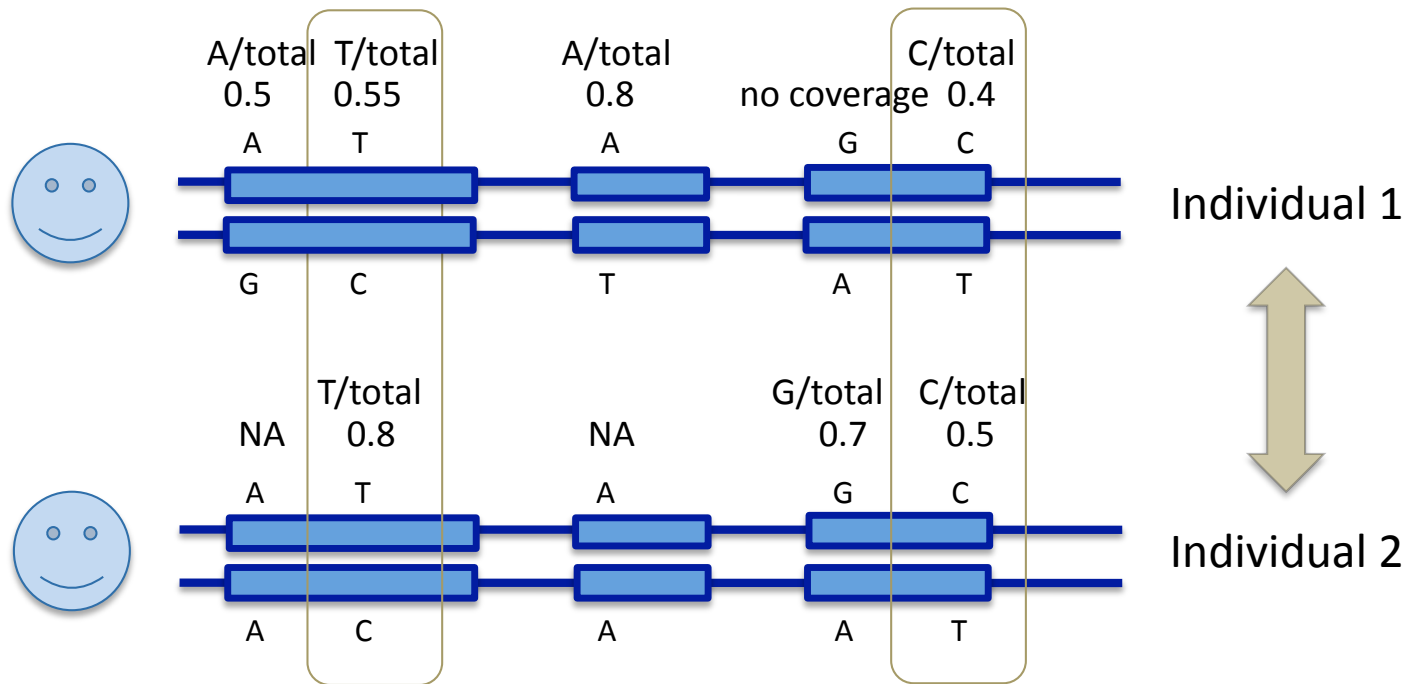 A/total T/total A/total C/total
0.5 0.55 0.8 no coverage 0.4
A T A G C
Individual 1
G C T A T
T/total G/total C/total
NA 0.8 NA 0.7 0.5
A T A G C
Individual 2
A C A A T